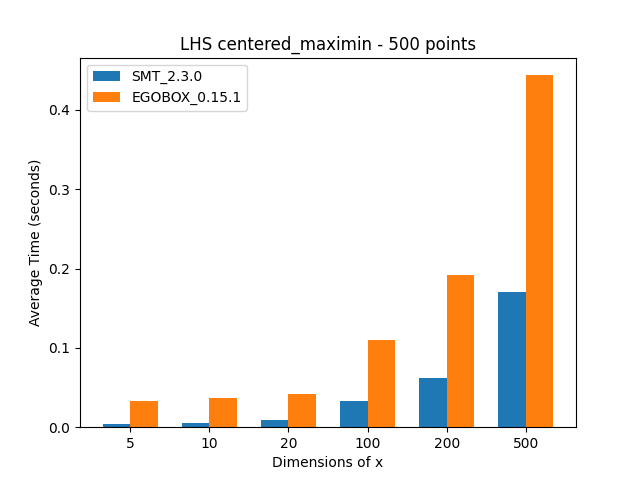 LHS centered_maximin - 500 points
SMT_2.3.0
EGOBOX_0.15.1
Average Time (seconds)
0.4
0.3
0.2
0.1
0.0
5 10 20 100 200 500
Dimensions of x